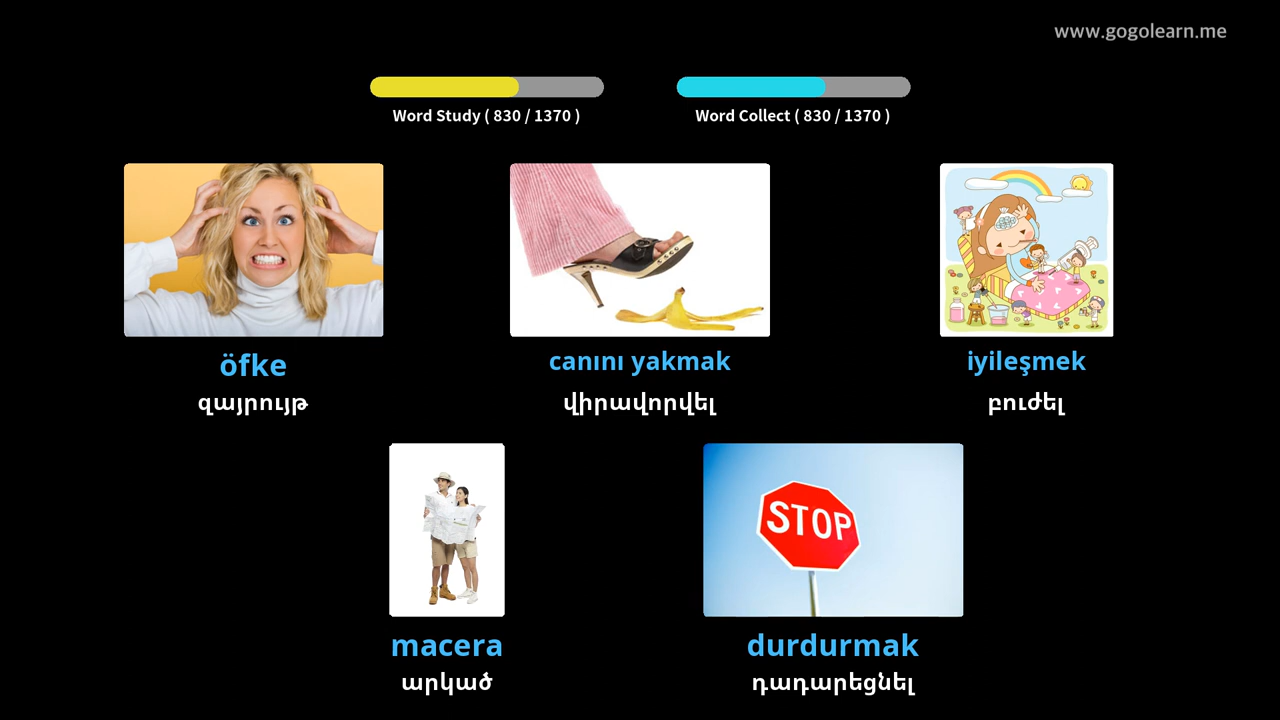 www.gogolearn.me
Word Study ( 830 / 1370 )
Word Collect ( 830 / 1370 )
öfke
զայրույթ
canını yakmak
վիրավորվել
iyileşmek
բուժել
STOP
macera
արկած
durdurmak
դադարեցնել